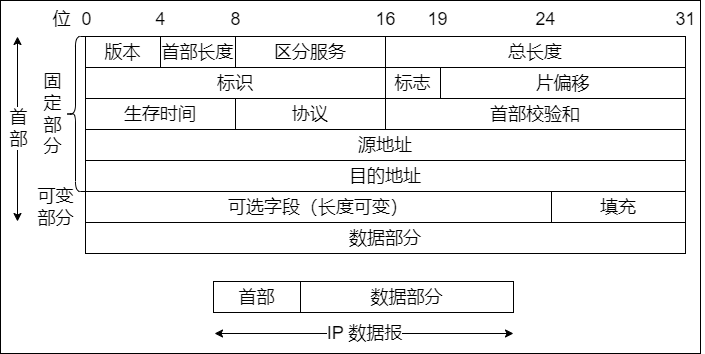 位 0 4 8 16 19 24 31
版本 首部长度 区分服务 总长度
标识 标志 片偏移
生存时间 协议 首部校验和
源地址
目的地址
可选字段（长度可变） 填充
数据部分
首部
固定部分
可变部分
首部 数据部分
IP 数据报